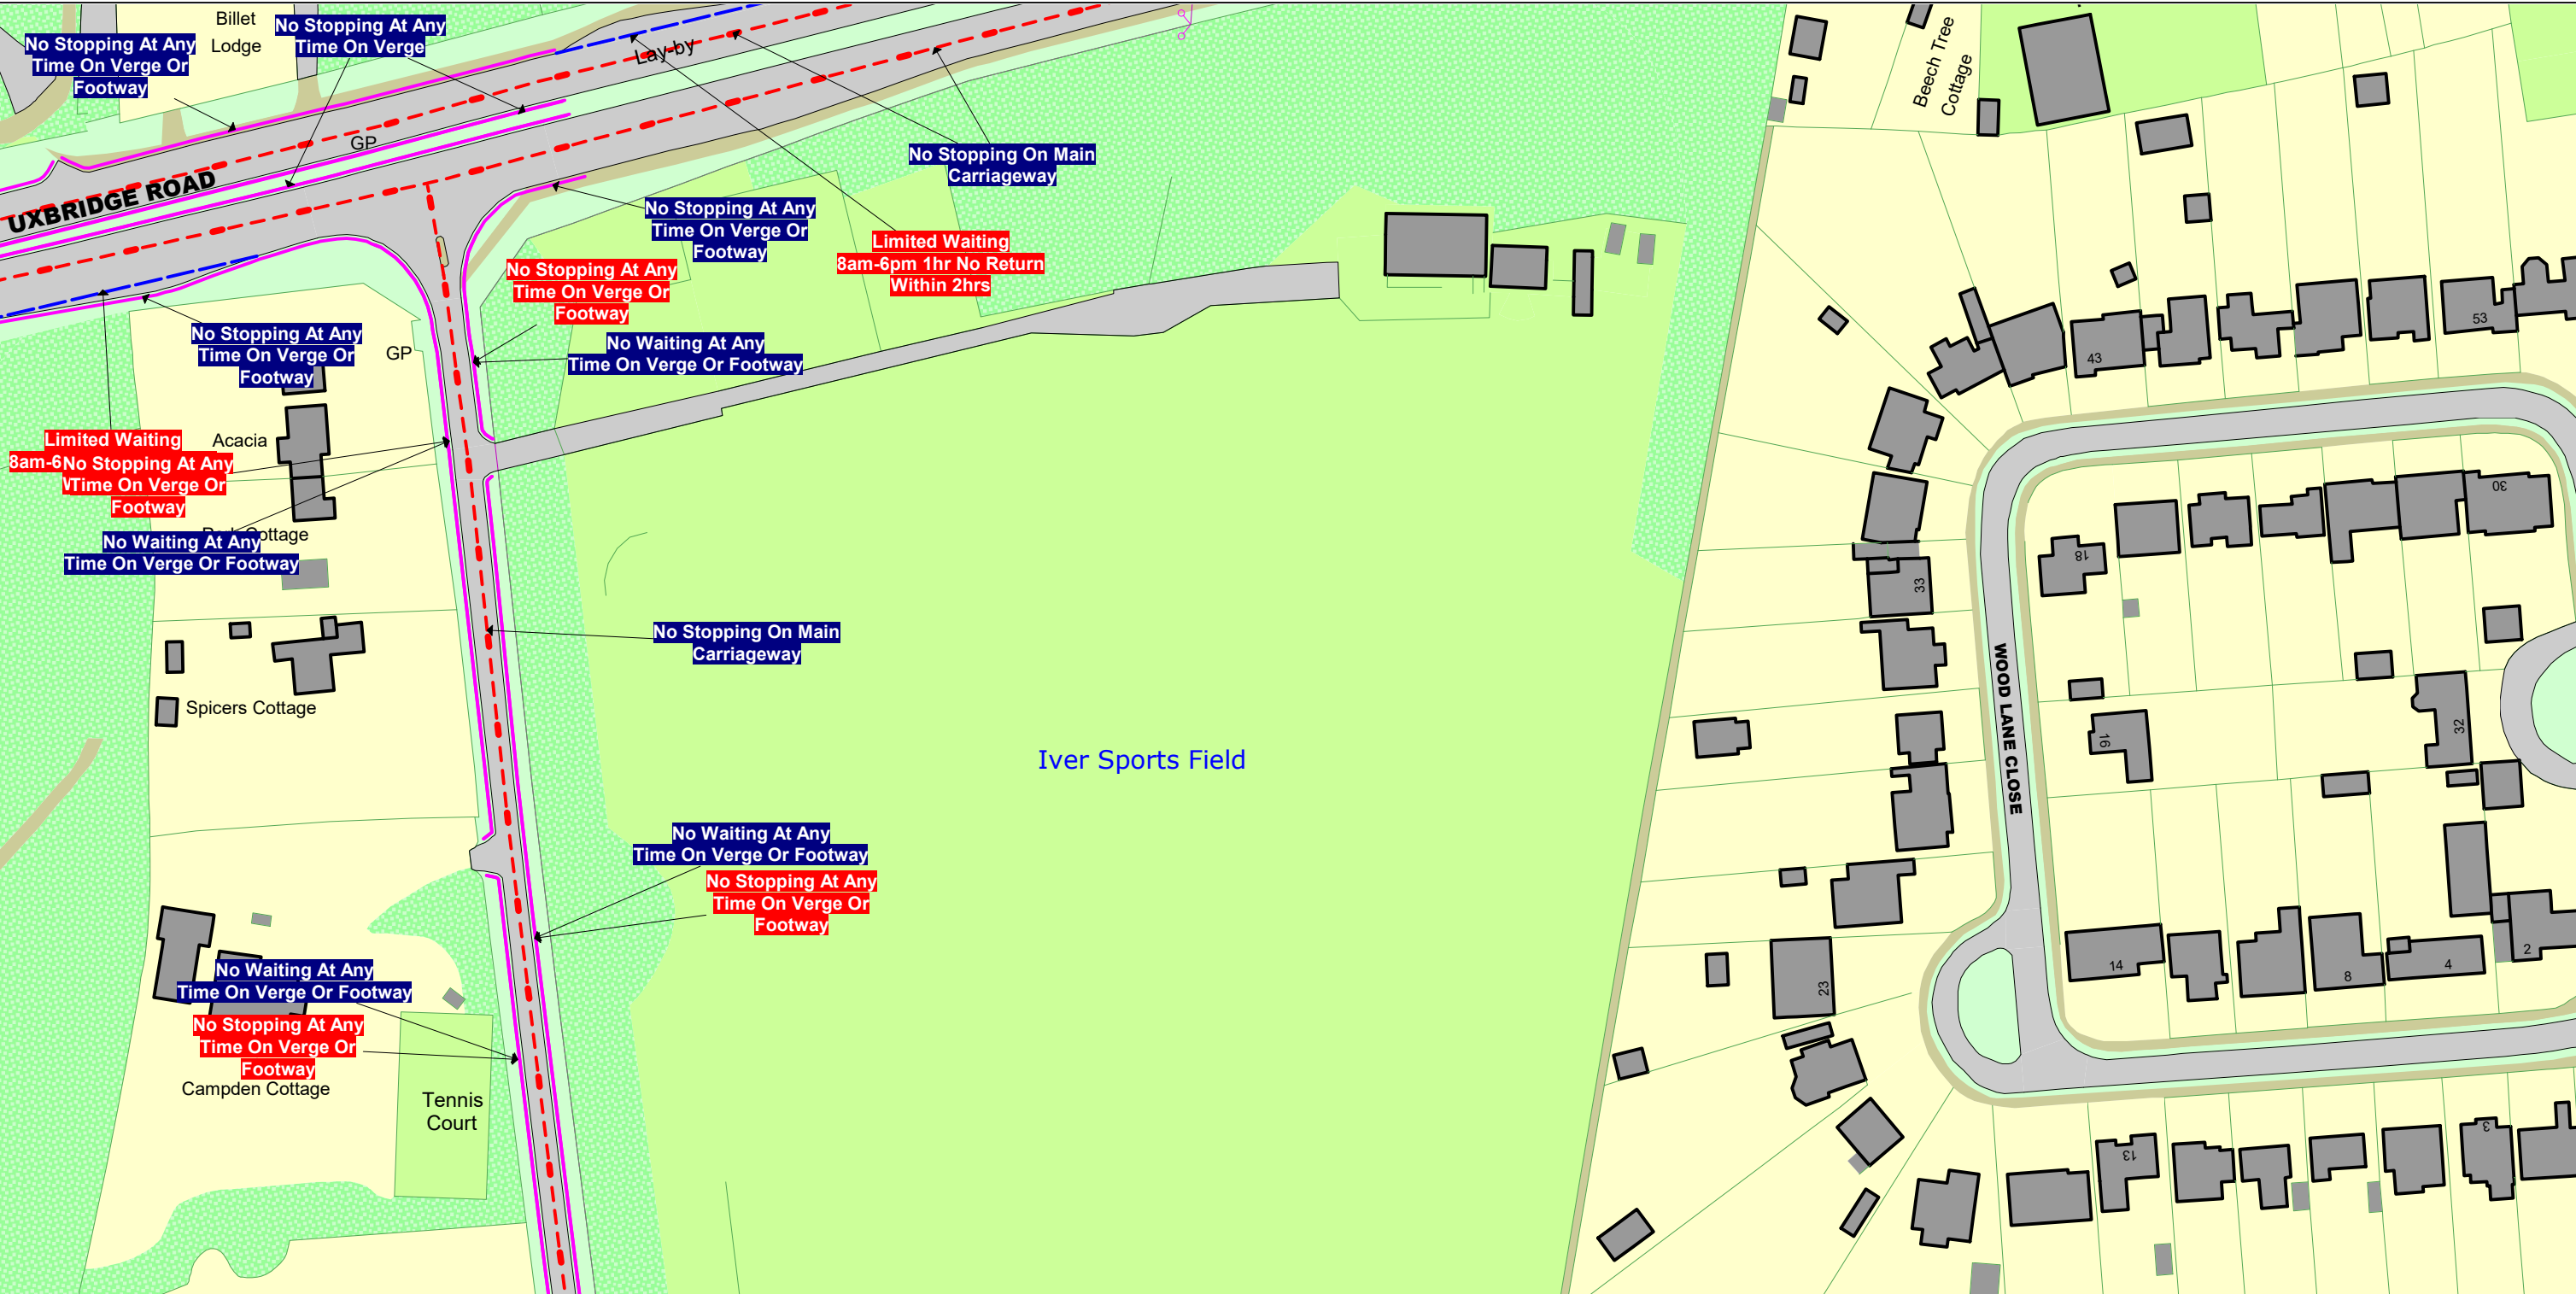 Billet
Lodge
No Stopping At Any
Time On Verge Or
Footway
No Stopping At Any
Time On Verge
Lay-by
GP
UXBRIDGE ROAD
No Stopping On Main
Carriageway
No Stopping At Any
Time On Verge Or
Footway
Limited Waiting
8am-6pm 1hr No Return
Within 2hrs
No Stopping At Any
Time On Verge Or
Footway
No Waiting At Any
Time On Verge Or Footway
No Stopping At Any
Time On Verge Or
Footway
GP
Acacia
Limited Waiting
8am-6
No Stopping At Any
Time On Verge Or
Footway
Cottage
No Waiting At Any
Time On Verge Or Footway
No Stopping On Main
Carriageway
Spicers Cottage
Iver Sports Field
No Waiting At Any
Time On Verge Or Footway
No Stopping At Any
Time On Verge Or
Footway
No Waiting At Any
Time On Verge Or Footway
No Stopping At Any
Time On Verge Or
Footway
Campden Cottage
Tennis
Court
Beech Tree
Cottage
43
53
33
18
30
WOOD LANE CLOSE
16
32
23
14
8
4
2
13
3